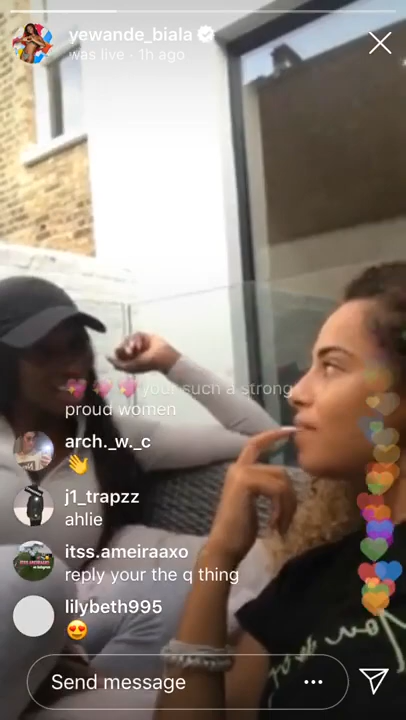 yewande_biala
was live · 1h ago
your such a strong
proud women
arch._w._c
j1_trapzz
ahlie
itss.ameiraaxo
reply your the q thing
lilybeth995
Send message